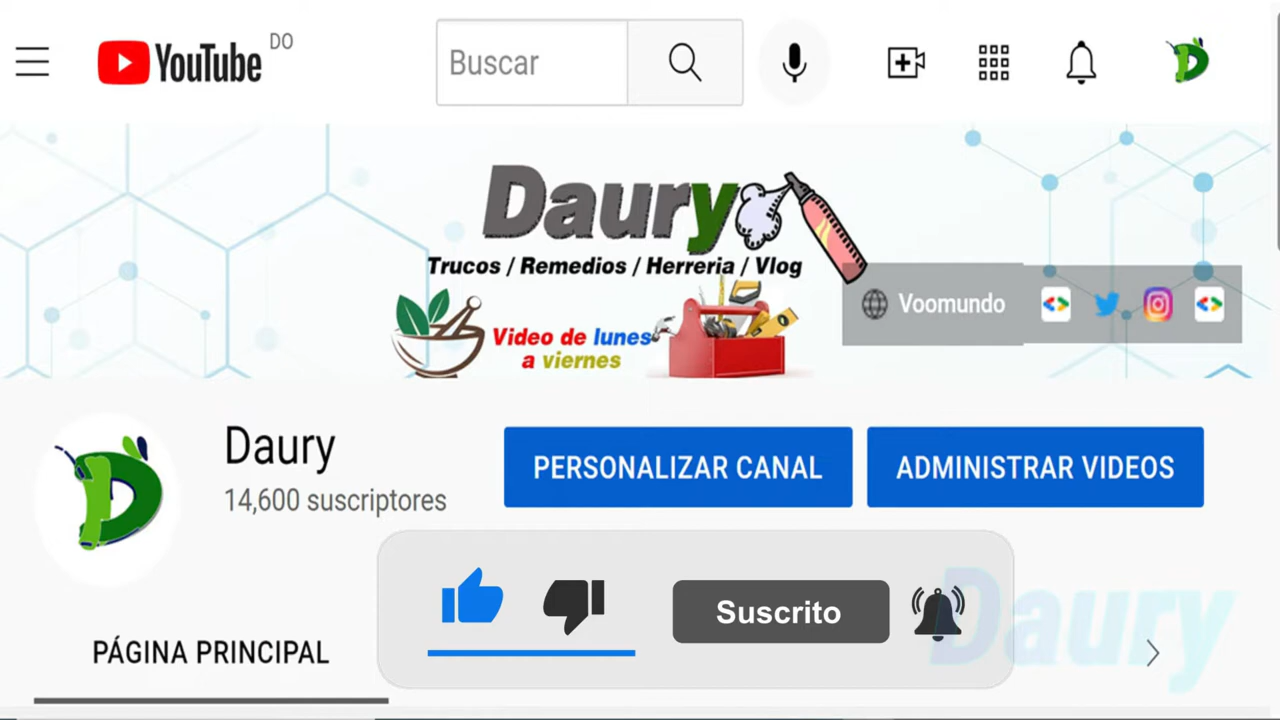 YouTube DO
Buscar
Daury
Trucos / Remedios / Herreria / Vlog
Voomundo
Video de lunes
a viernes
Daury
14,600 suscriptores
PERSONALIZAR CANAL
ADMINISTRAR VIDEOS
Suscrito
Daury
PÁGINA PRINCIPAL